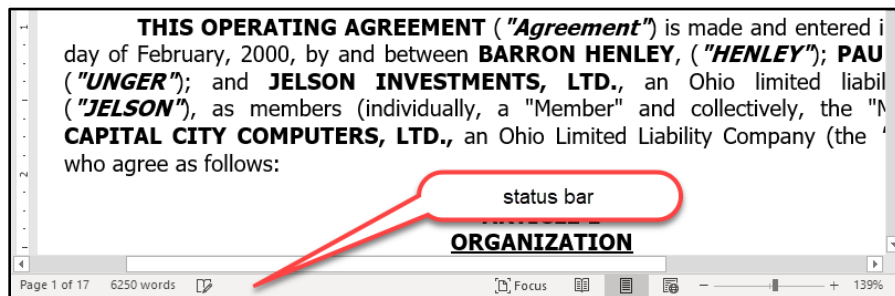 THIS OPERATING AGREEMENT ("Agreement") is made and entered i
day of February, 2000, by and between BARRON HENLEY, ("HENLEY"); PAU
("UNGER"); and JELSON INVESTMENTS, LTD., an Ohio limited liabil
("JELSON"), as members (individually, a "Member" and collectively, the "M
CAPITAL CITY COMPUTERS, LTD., an Ohio Limited Liability Company (the "
who agree as follows:
status bar
ORGANIZATION
Page 1 of 17 6250 words Focus 139%